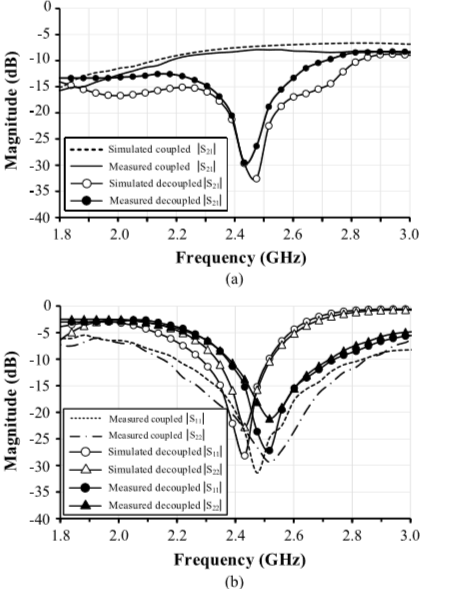 0
-5
-10
-15
-20
-25
-30
-35
-40
Magnitude (dB)
Simulated coupled |S21|
Measured coupled |S21|
Simulated decoupled |S21|
Measured decoupled |S21|
1.8 2.0 2.2 2.4 2.6 2.8 3.0
Frequency (GHz)
(a)
0
-5
-10
-15
-20
-25
-30
-35
-40
Magnitude (dB)
Measured coupled |S11|
Measured coupled |S22|
Simulated decoupled |S11|
Simulated decoupled |S22|
Measured decoupled |S11|
Measured decoupled |S22|
1.8 2.0 2.2 2.4 2.6 2.8 3.0
Frequency (GHz)
(b)